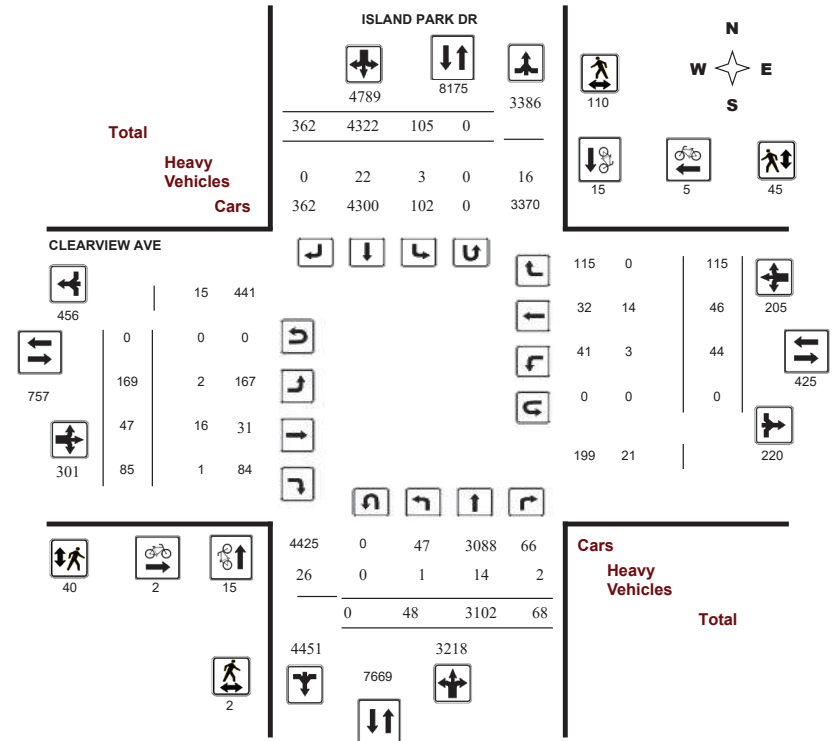 ISLAND PARK DR
N
W E
S
4789
8175
3386
110
Total
362 4322 105 0
Heavy
Vehicles
0 22 3 0 16
Cars
362 4300 102 0 3370
15 5 45
CLEARVIEW AVE
456
15 441
0 0 0
757
169 2 167
47 16 31
301
85 1 84
115 0 115
205
32 14 46
41 3 44
425
0 0 0
199 21
220
4425 0 47 3088 66
26 0 1 14 2
0 48 3102 68
4451
7669
3218
Cars
Heavy
Vehicles
Total
40 2 15
2